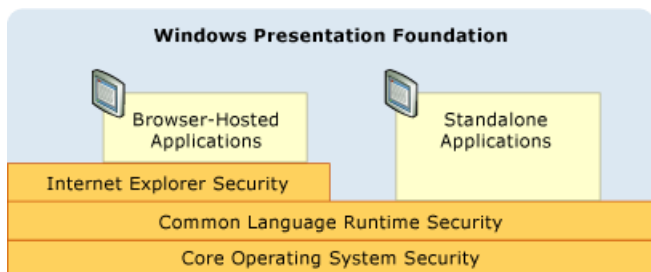 Windows Presentation Foundation
Browser-Hosted
Applications
Standalone
Applications
Internet Explorer Security
Common Language Runtime Security
Core Operating System Security